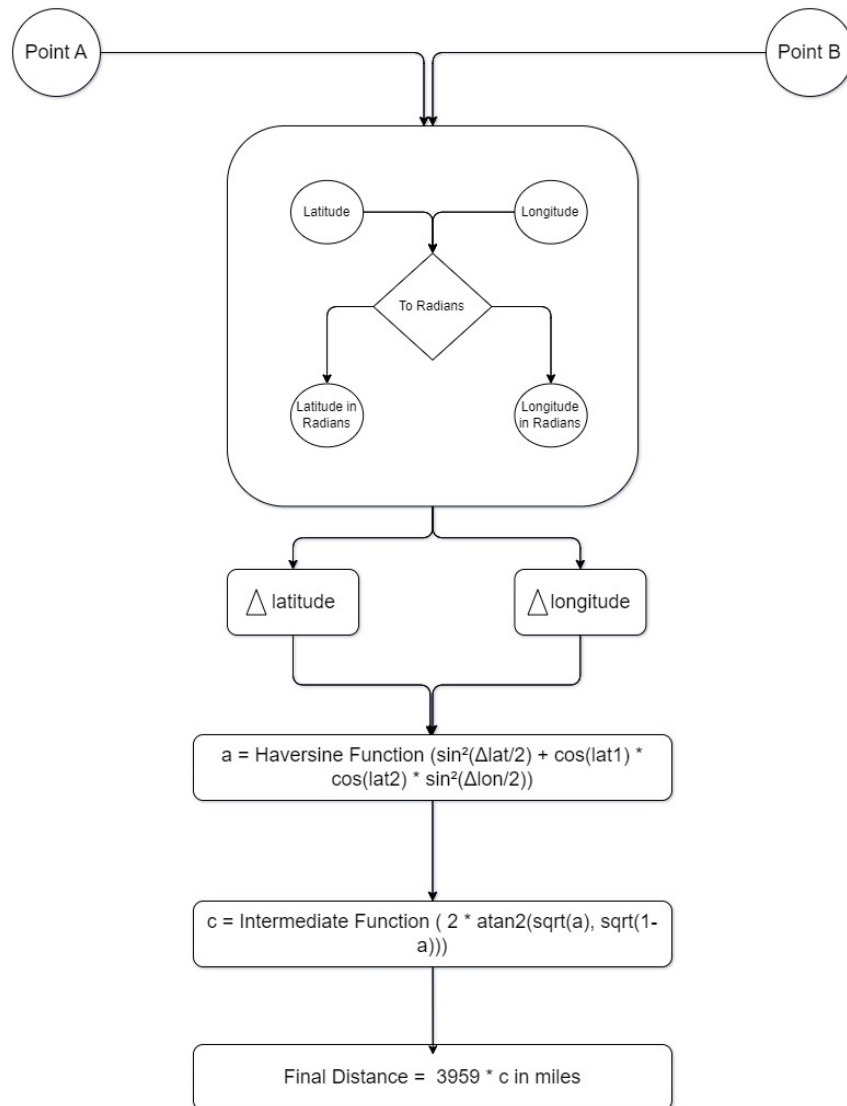 Point A
Point B
Latitude
Longitude
To Radians
Latitude in
Radians
Longitude
in Radians
△ latitude
△ longitude
a = Haversine Function (sin²(Δlat/2) + cos(lat1) *
cos(lat2) * sin²(Δlon/2))
c = Intermediate Function ( 2 * atan2(sqrt(a), sqrt(1-
a)))
Final Distance =  3959 * c in miles